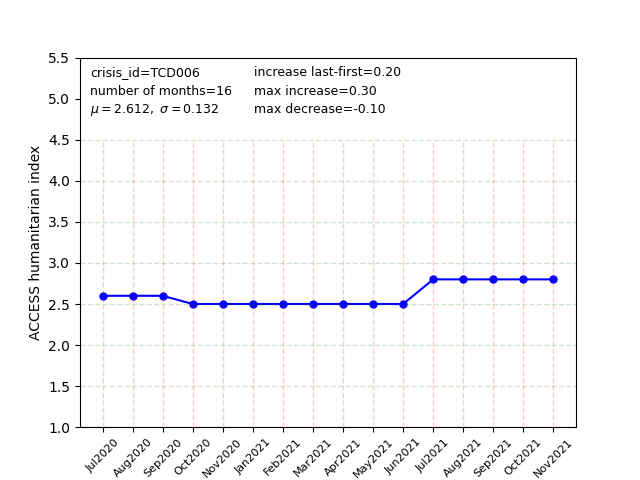 crisis_id=TCD006
number of months=16
μ = 2.612, σ = 0.132
increase last-first=0.20
max increase=0.30
max decrease=-0.10
ACCESS humanitarian index
5.5
5.0
4.5
4.0
3.5
3.0
2.5
2.0
1.5
1.0
Jul2020
Aug2020
Sep2020
Oct2020
Nov2020
Jan2021
Feb2021
Mar2021
Apr2021
May2021
Jun2021
Jul2021
Aug2021
Sep2021
Oct2021
Nov2021